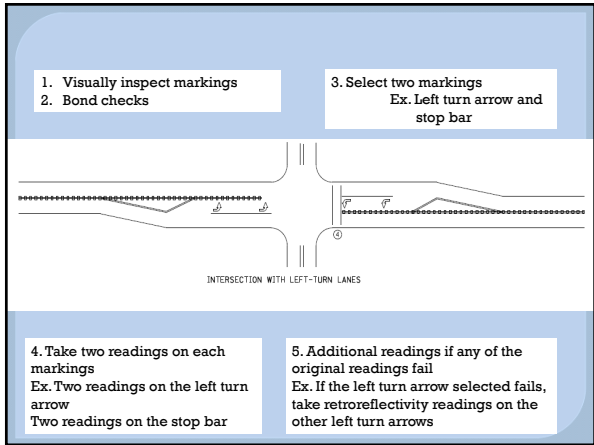 1. Visually inspect markings
2. Bond checks
3. Select two markings
Ex. Left turn arrow and
stop bar
④
INTERSECTION WITH LEFT-TURN LANES
4. Take two readings on each
markings
Ex. Two readings on the left turn
arrow
Two readings on the stop bar
5. Additional readings if any of the
original readings fail
Ex. If the left turn arrow selected fails,
take retroreflectivity readings on the
other left turn arrows